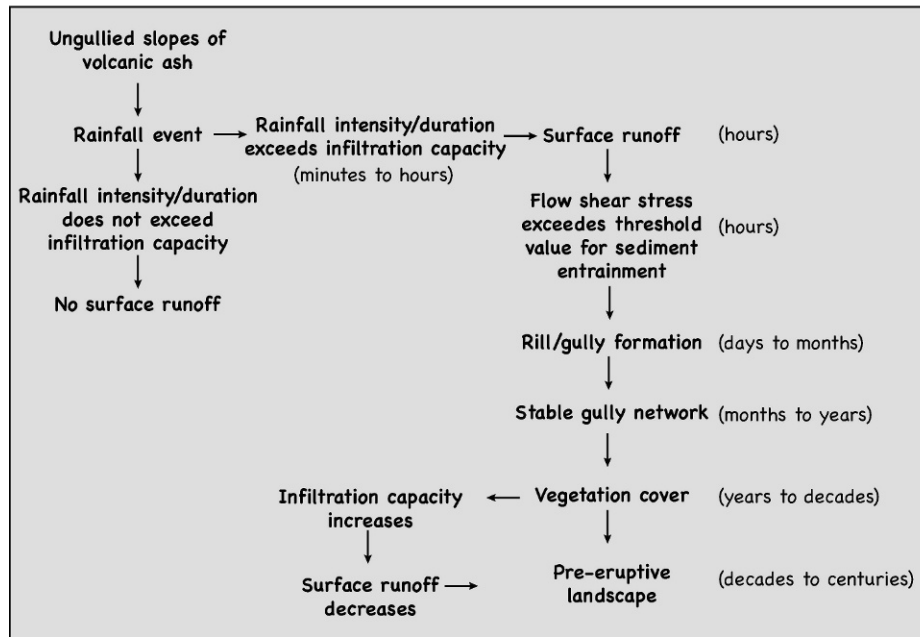 Ungullied slopes of
volcanic ash
Rainfall event
Rainfall intensity/duration
exceeds infiltration capacity
(minutes to hours)
Surface runoff
(hours)
Rainfall intensity/duration
does not exceed
infiltration capacity
No surface runoff
Flow shear stress
exceedes threshold
value for sediment
entrainment
(hours)
Rill/gully formation
(days to months)
Stable gully network
(months to years)
Vegetation cover
(years to decades)
Infiltration capacity
increases
Surface runoff
decreases
Pre-eruptive
landscape
(decades to centuries)